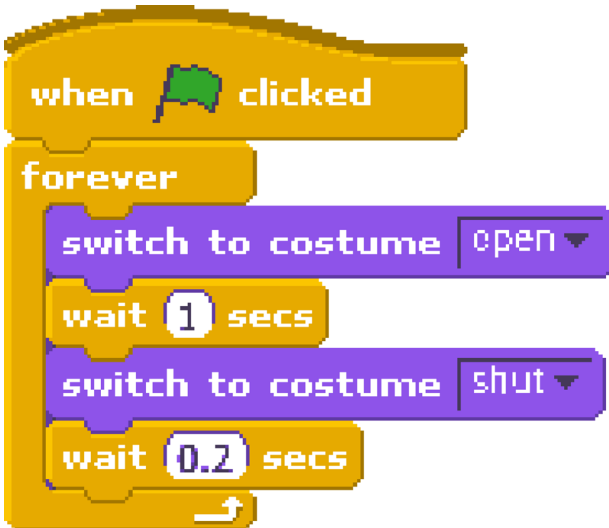 when clicked
forever
switch to costume open
wait 1 secs
switch to costume shut
wait 0.2 secs